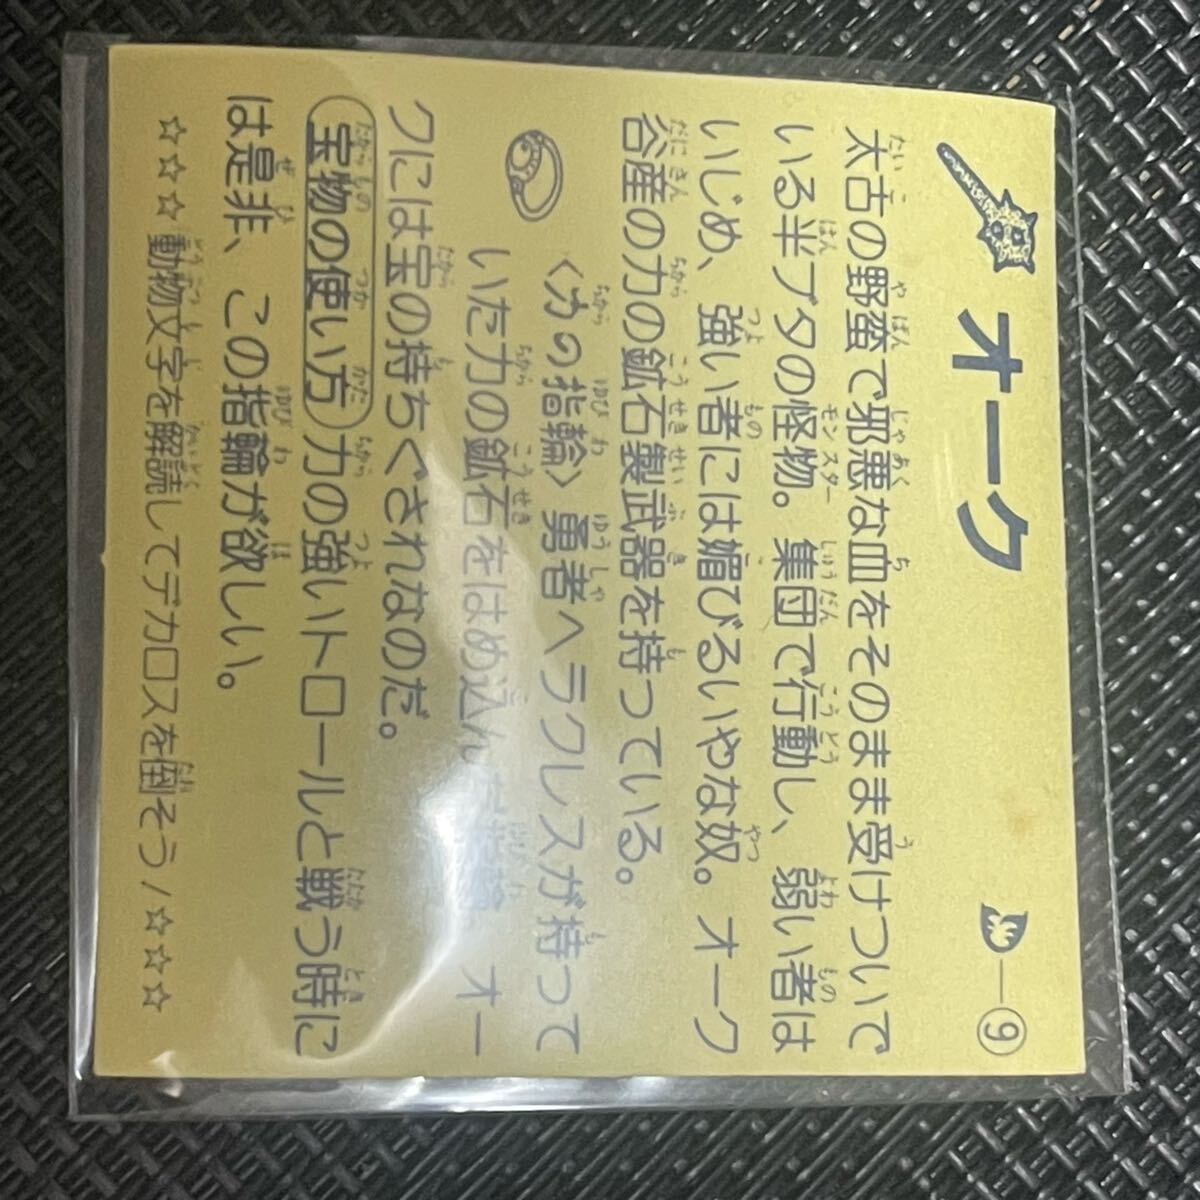 オーク
⑨
太古の野蛮で邪悪な血をそのまま受けついで
いる半ブタの怪物。集団で行動し、弱い者は
いじめ、強い者には媚びるいやな奴。オーク
谷産の力の鉱石製武器を持っている。
〈力の指輪〉勇者ヘラクレスが持って
いた力の鉱石をはめ込んだ指輪 オー
クには宝の持ちぐされなのだ。
宝物の使い方 力の強いトロールと戦う時に
は是非、この指輪が欲しい。
☆☆☆動物文字を解読してデカロスを倒そう！☆☆☆